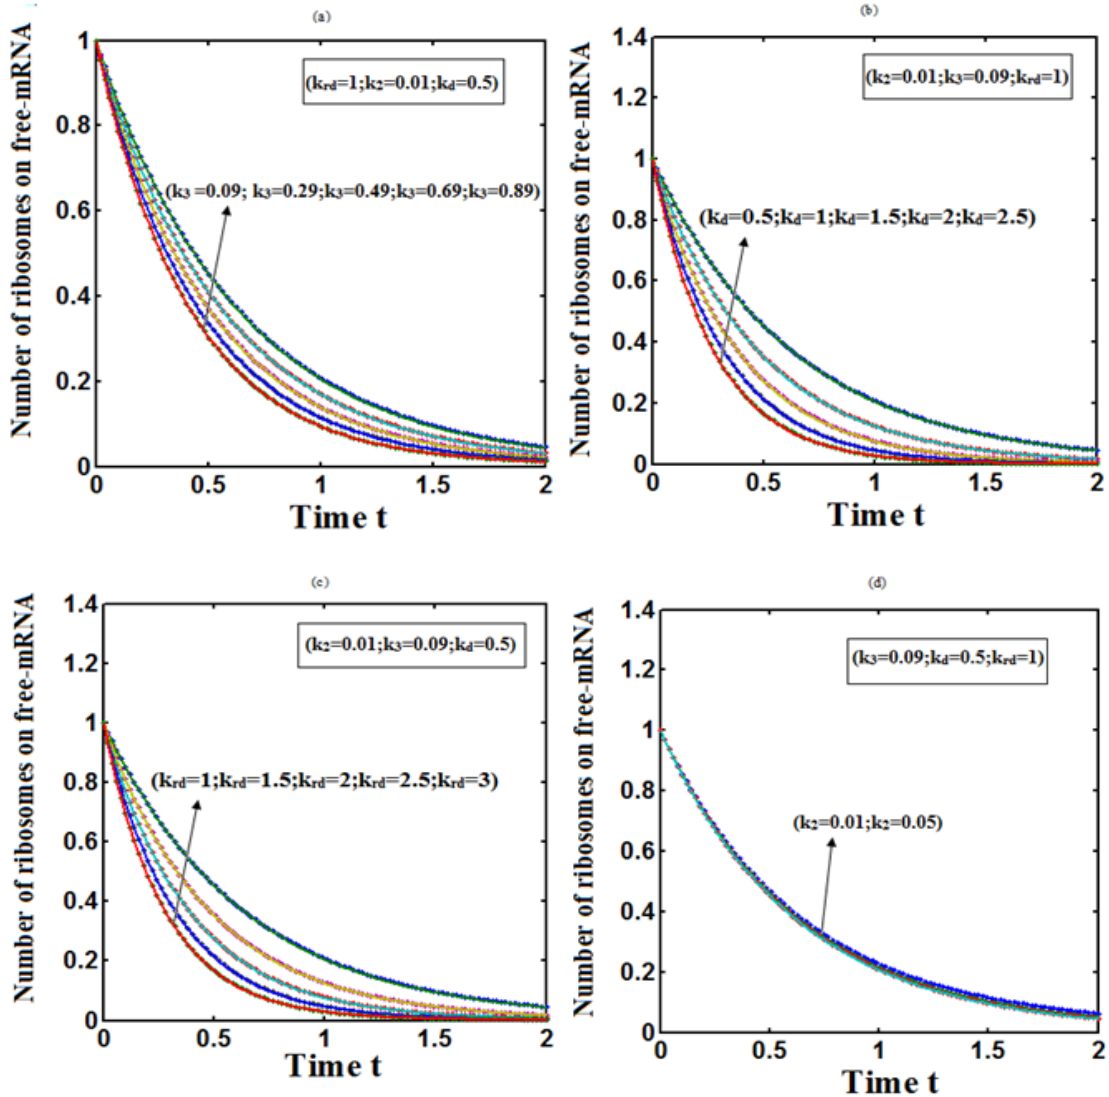 (a)
Number of ribosomes on free-mRNA
1
0.8
0.6
0.4
0.2
0
(krd=1;k2=0.01;kd=0.5)
(k3 =0.09; k3=0.29;k3=0.49;k3=0.69;k3=0.89)
0 0.5 1 1.5 2
Time t
(b)
Number of ribosomes on free-mRNA
1.4
1.2
1
0.8
0.6
0.4
0.2
0
(k2=0.01;k3=0.09;krd=1)
(kd=0.5;kd=1;kd=1.5;kd=2;kd=2.5)
0 0.5 1 1.5 2
Time t
(c)
Number of ribosomes on free-mRNA
1.4
1.2
1
0.8
0.6
0.4
0.2
0
(k2=0.01;k3=0.09;kd=0.5)
(krd=1;krd=1.5;krd=2;krd=2.5;krd=3)
0 0.5 1 1.5 2
Time t
(d)
Number of ribosomes on free-mRNA
1.4
1.2
1
0.8
0.6
0.4
0.2
0
(k3=0.09;kd=0.5;krd=1)
(k2=0.01;k2=0.05)
0 0.5 1 1.5 2
Time t